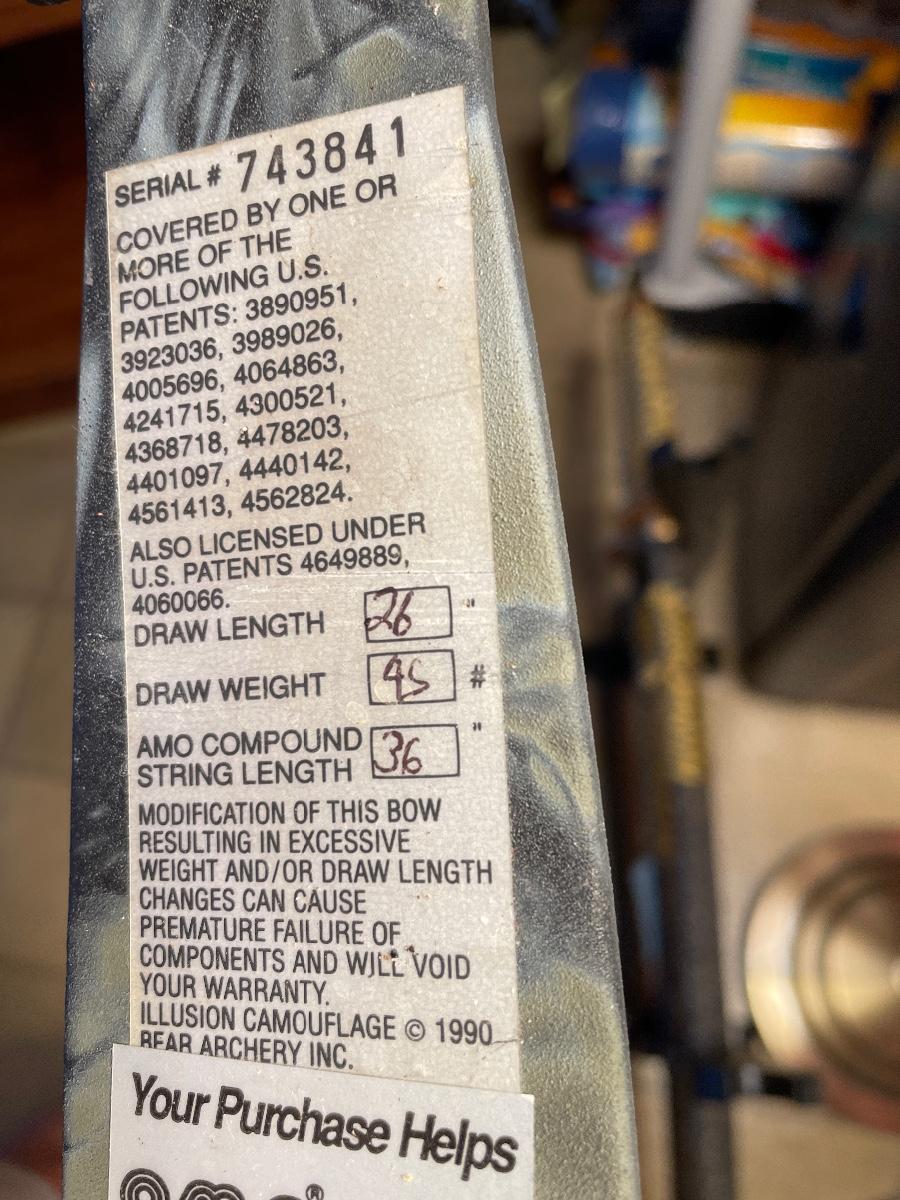 SERIAL # 743841
COVERED BY ONE OR
MORE OF THE
FOLLOWING U.S.
PATENTS: 3890951,
3923036, 3989026,
4005696, 4064863,
4241715, 4300521,
4368718, 4478203,
4401097, 4440142,
4561413, 4562824.
ALSO LICENSED UNDER
U.S. PATENTS 4649889,
4060066.
DRAW LENGTH 26 "
DRAW WEIGHT 45 #
AMO COMPOUND
STRING LENGTH 36 "
MODIFICATION OF THIS BOW
RESULTING IN EXCESSIVE
WEIGHT AND/OR DRAW LENGTH
CHANGES CAN CAUSE
PREMATURE FAILURE OF
COMPONENTS AND WILL VOID
YOUR WARRANTY.
ILLUSION CAMOUFLAGE © 1990
BEAR ARCHERY INC.
Your Purchase Helps